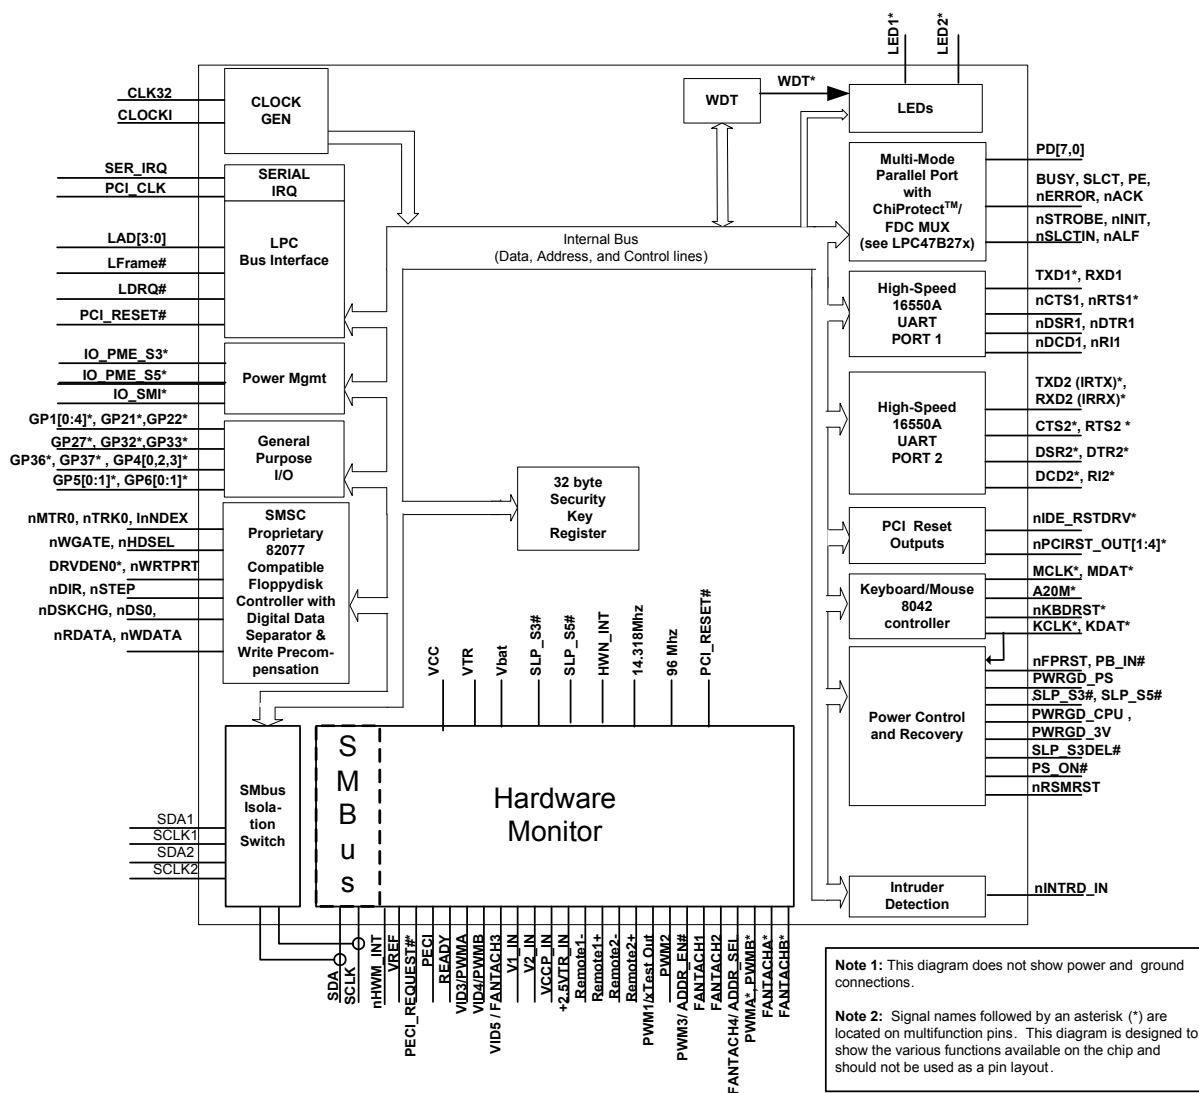 LED1*
LED2*
CLK32
CLOCKI
CLOCK
GEN
WDT
WDT*
LEDs
SER_IRQ
PCI_CLK
SERIAL
IRQ
LAD[3:0]
LFrame#
LDRQ#
PCI_RESET#
LPC
Bus Interface
Internal Bus
(Data, Address, and Control lines)
Multi-Mode
Parallel Port
with
ChiProtect™/
FDC MUX
(see LPC47B27x)
PD[7,0]
BUSY, SLCT, PE,
nERROR, nACK
nSTROBE, nINIT,
nSLCTIN, nALF
High-Speed
16550A
UART
PORT 1
TXD1*, RXD1
nCTS1, nRTS1*
nDSR1, nDTR1
nDCD1, nRI1
IO_PME_S3*
IO_PME_S5*
IO_SMI*
Power Mgmt
High-Speed
16550A
UART
PORT 2
TXD2 (IRTX)*,
RXD2 (IRRX)*
CTS2*, RTS2 *
DSR2*, DTR2*
DCD2*, RI2*
GP1[0:4]*, GP21*,GP22*
GP27*, GP32*,GP33*
GP36*, GP37* , GP4[0,2,3]*
GP5[0:1]*, GP6[0:1]*
General
Purpose
I/O
32 byte
Security
Key
Register
nMTR0, nTRK0, InNDEX
nWGATE, nHDSEL
DRVDEN0*, nWRTPRT
nDIR, nSTEP
nDSKCHG, nDS0,
nRDATA, nWDATA
SMSC
Proprietary
82077
Compatible
Floppydisk
Controller with
Digital Data
Separator &
Write Precom-
pensation
PCI Reset
Outputs
nIDE_RSTDRV*
nPCIRST_OUT[1:4]*
Keyboard/Mouse
8042
controller
MCLK*, MDAT*
A20M*
nKBDRST*
KCLK*, KDAT*
Power Control
and Recovery
nFPRST, PB_IN#
PWRGD_PS
SLP_S3#, SLP_S5#
PWRGD_CPU ,
PWRGD_3V
SLP_S3DEL#
PS_ON#
nRSMRST
VCC
VTR
Vbat
SLP_S3#
SLP_S5#
HWN_INT
14.318Mhz
96 Mhz
PCI_RESET#
SMbus
Isola-
tion
Switch
SDA1
SCLK1
SDA2
SCLK2
S
M
B
u
s
Hardware
Monitor
Intruder
Detection
nINTRD_IN
SDA
SCLK
nHWM_INT
VREF
PECI_REQUEST#*
PECI
READY
VID3/PWMA
VID4/PWMB
VID5 / FANTACH3
V1_IN
V2_IN
VCCP_IN
+2.5VTR_IN
Remote1-
Remote1+
Remote2-
Remote2+
PWM1/xTest Out
PWM2
PWM3/ ADDR_EN#
FANTACH1
FANTACH2
FANTACH4/ ADDR_SEL
PWMA*, PWMB*
FANTACHA*
FANTACHB*
Note 1: This diagram does not show power and ground
connections.
Note 2: Signal names followed by an asterisk (*) are
located on multifunction pins. This diagram is designed to
show the various functions available on the chip and
should not be used as a pin layout.